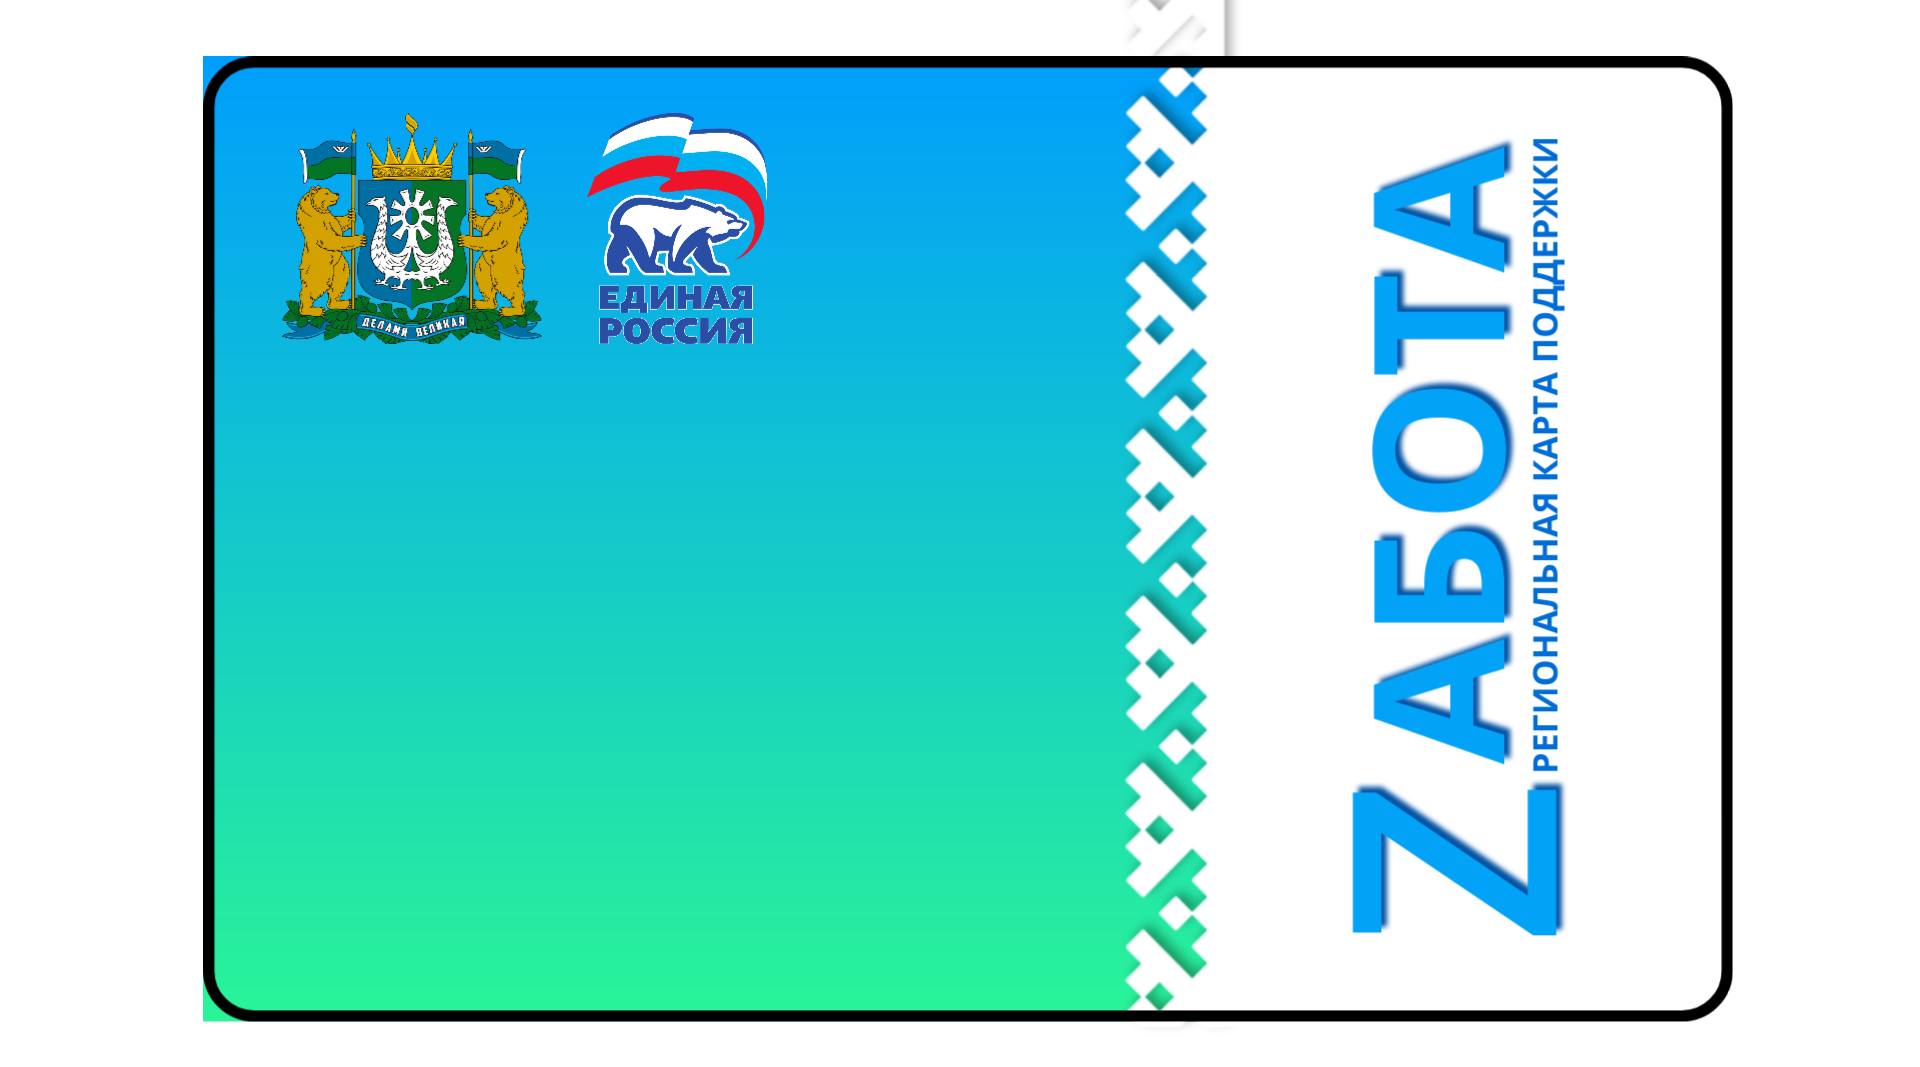 ДЕЛАМИ ВЕЛИКАЯ
ЕДИНАЯ
РОССИЯ
ZАБОТА
РЕГИОНАЛЬНАЯ КАРТА ПОДДЕРЖКИ